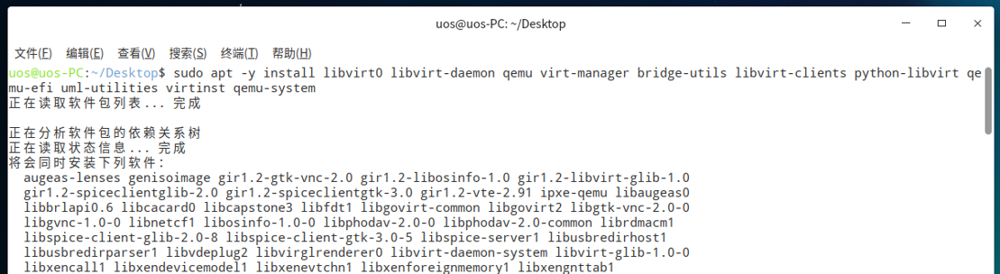 uos@uos-PC: ~/Desktop
文件(F) 编辑(E) 查看(V) 搜索(S) 终端(T) 帮助(H)
uos@uos-PC:~/Desktop$ sudo apt -y install libvirt0 libvirt-daemon qemu virt-manager bridge-utils libvirt-clients python-libvirt qe
mu-efi uml-utilities virtinst qemu-system
正在读取软件包列表... 完成
正在分析软件包的依赖关系树
正在读取状态信息... 完成
将会同时安装下列软件：
augeas-lenses genisoimage gir1.2-gtk-vnc-2.0 gir1.2-libosinfo-1.0 gir1.2-libvirt-glib-1.0
gir1.2-spiceclientglib-2.0 gir1.2-spiceclientgtk-3.0 gir1.2-vte-2.91 ipxe-qemu libaugeas0
libbrlapi0.6 libcacard0 libcapstone3 libfdt1 libgovirt-common libgovirt2 libgtk-vnc-2.0-0
libgvnc-1.0-0 libnetcf1 libosinfo-1.0-0 libphodav-2.0-0 libphodav-2.0-common librdmacm1
libspice-client-glib-2.0-8 libspice-client-gtk-3.0-5 libspice-server1 libusbredirhost1
libusbredirparser1 libvdeplug2 libvirglrenderer0 libvirt-daemon-system libvirt-glib-1.0-0
libxencall1 libxendevicemodel1 libxenevtchn1 libxenforeignmemory1 libxengnttab1